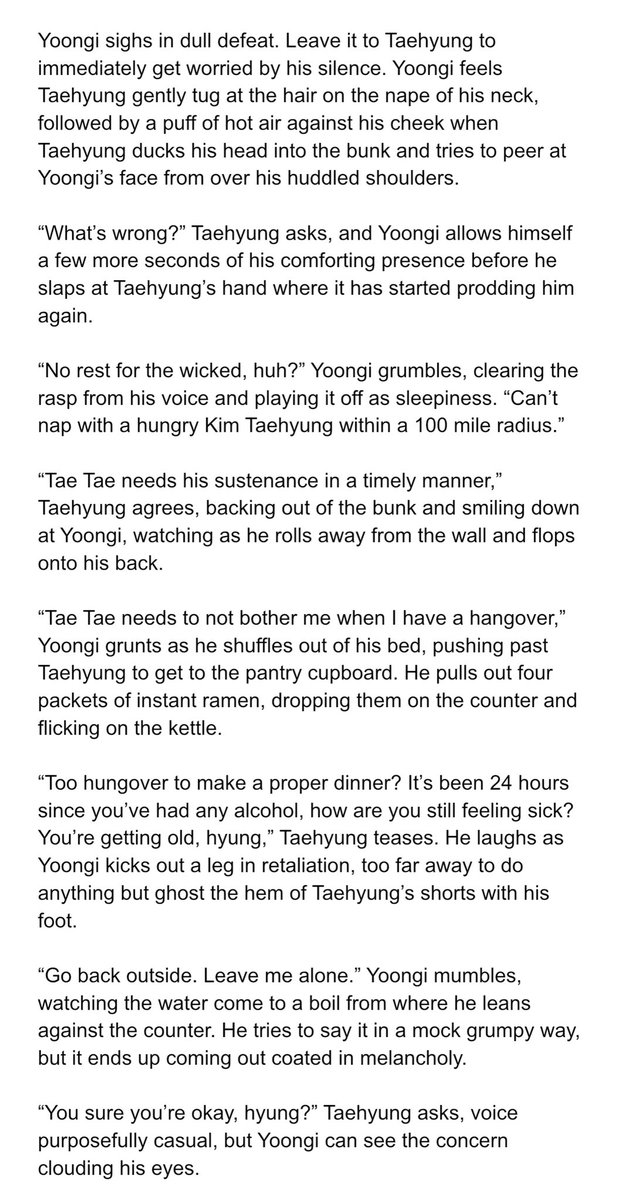 Yoongi sighs in dull defeat. Leave it to Taehyung to
immediately get worried by his silence. Yoongi feels
Taehyung gently tug at the hair on the nape of his neck,
followed by a puff of hot air against his cheek when
Taehyung ducks his head into the bunk and tries to peer at
Yoongi’s face from over his huddled shoulders.
“What’s wrong?” Taehyung asks, and Yoongi allows himself
a few more seconds of his comforting presence before he
slaps at Taehyung’s hand where it has started prodding him
again.
“No rest for the wicked, huh?” Yoongi grumbles, clearing the
rasp from his voice and playing it off as sleepiness. “Can’t
nap with a hungry Kim Taehyung within a 100 mile radius.”
“Tae Tae needs his sustenance in a timely manner,”
Taehyung agrees, backing out of the bunk and smiling down
at Yoongi, watching as he rolls away from the wall and flops
onto his back.
“Tae Tae needs to not bother me when I have a hangover,”
Yoongi grunts as he shuffles out of his bed, pushing past
Taehyung to get to the pantry cupboard. He pulls out four
packets of instant ramen, dropping them on the counter and
flicking on the kettle.
“Too hungover to make a proper dinner? It’s been 24 hours
since you’ve had any alcohol, how are you still feeling sick?
You’re getting old, hyung,” Taehyung teases. He laughs as
Yoongi kicks out a leg in retaliation, too far away to do
anything but ghost the hem of Taehyung’s shorts with his
foot.
“Go back outside. Leave me alone.” Yoongi mumbles,
watching the water come to a boil from where he leans
against the counter. He tries to say it in a mock grumpy way,
but it ends up coming out coated in melancholy.
“You sure you’re okay, hyung?” Taehyung asks, voice
purposefully casual, but Yoongi can see the concern
clouding his eyes.